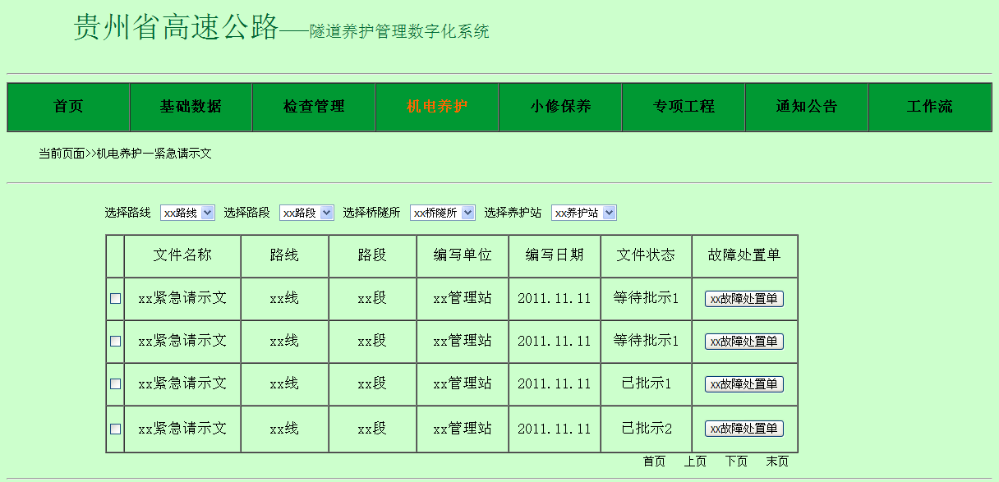 贵州省高速公路——隧道养护管理数字化系统
首页 基础数据 检查管理 机电养护 小修保养 专项工程 通知公告 工作流
当前页面>>机电养护—紧急请示文
选择路线 xx路线 选择路段 xx路段 选择桥隧所 xx桥隧所 选择养护站 xx养护站
文件名称 路线 路段 编写单位 编写日期 文件状态 故障处置单
xx紧急请示文 xx线 xx段 xx管理站 2011.11.11 等待批示1 xx故障处置单
xx紧急请示文 xx线 xx段 xx管理站 2011.11.11 等待批示1 xx故障处置单
xx紧急请示文 xx线 xx段 xx管理站 2011.11.11 已批示1 xx故障处置单
xx紧急请示文 xx线 xx段 xx管理站 2011.11.11 已批示2 xx故障处置单
首页 上页 下页 末页